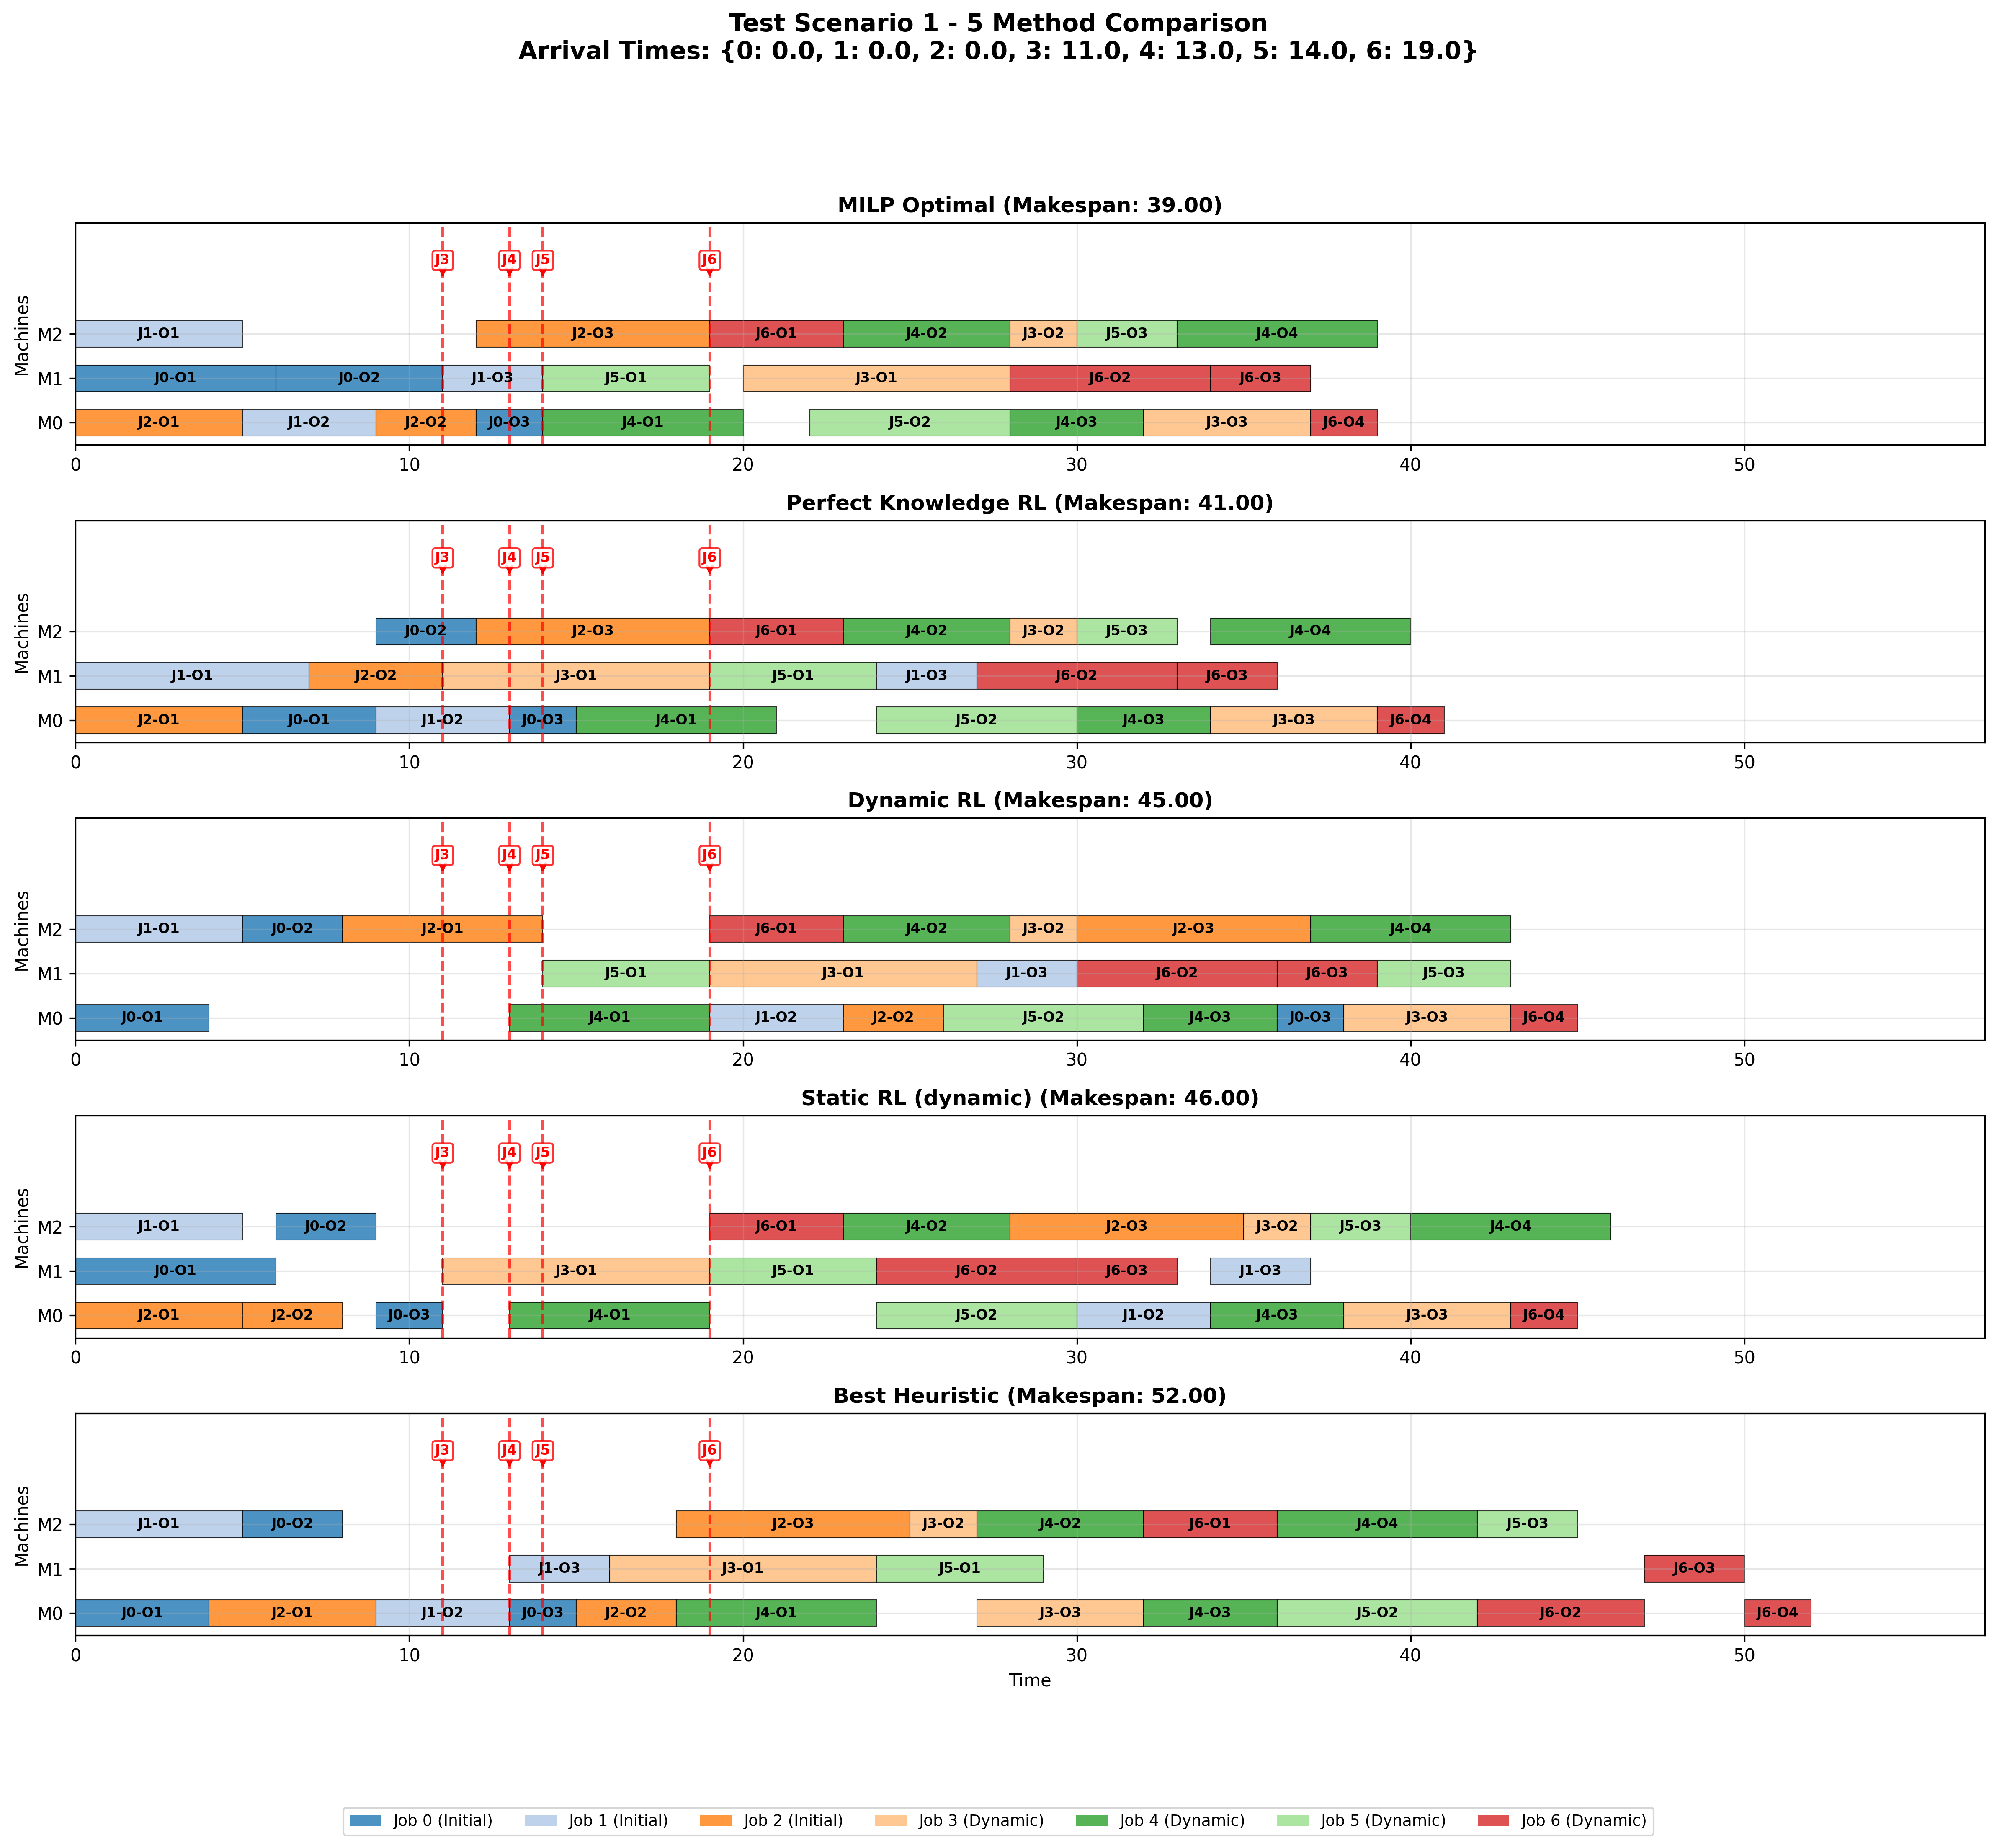 Test Scenario 1 - 5 Method Comparison
Arrival Times: {0: 0.0, 1: 0.0, 2: 0.0, 3: 11.0, 4: 13.0, 5: 14.0, 6: 19.0}
MILP Optimal (Makespan: 39.00)
J3 J4 J5 J6
Machines
M2 J1-O1 J2-O3 J6-O1 J4-O2 J3-O2 J5-O3 J4-O4
M1 J0-O1 J0-O2 J1-O3 J5-O1 J3-O1 J6-O2 J6-O3
M0 J2-O1 J1-O2 J2-O2 J0-O3 J4-O1 J5-O2 J4-O3 J3-O3 J6-O4
0 10 20 30 40 50
Perfect Knowledge RL (Makespan: 41.00)
J3 J4 J5 J6
Machines
M2 J0-O2 J2-O3 J6-O1 J4-O2 J3-O2 J5-O3 J4-O4
M1 J1-O1 J2-O2 J3-O1 J5-O1 J1-O3 J6-O2 J6-O3
M0 J2-O1 J0-O1 J1-O2 J0-O3 J4-O1 J5-O2 J4-O3 J3-O3 J6-O4
0 10 20 30 40 50
Dynamic RL (Makespan: 45.00)
J3 J4 J5 J6
Machines
M2 J1-O1 J0-O2 J2-O1 J6-O1 J4-O2 J3-O2 J2-O3 J4-O4
M1 J5-O1 J3-O1 J1-O3 J6-O2 J6-O3 J5-O3
M0 J0-O1 J4-O1 J1-O2 J2-O2 J5-O2 J4-O3 J0-O3 J3-O3 J6-O4
0 10 20 30 40 50
Static RL (dynamic) (Makespan: 46.00)
J3 J4 J5 J6
Machines
M2 J1-O1 J0-O2 J6-O1 J4-O2 J2-O3 J3-O2 J5-O3 J4-O4
M1 J0-O1 J3-O1 J5-O1 J6-O2 J6-O3 J1-O3
M0 J2-O1 J2-O2 J0-O3 J4-O1 J5-O2 J1-O2 J4-O3 J3-O3 J6-O4
0 10 20 30 40 50
Best Heuristic (Makespan: 52.00)
J3 J4 J5 J6
Machines
M2 J1-O1 J0-O2 J2-O3 J3-O2 J4-O2 J6-O1 J4-O4 J5-O3
M1 J1-O3 J3-O1 J5-O1 J6-O3
M0 J0-O1 J2-O1 J1-O2 J0-O3 J2-O2 J4-O1 J3-O3 J4-O3 J5-O2 J6-O2 J6-O4
0 10 20 30 40 50
Time
Job 0 (Initial) Job 1 (Initial) Job 2 (Initial) Job 3 (Dynamic) Job 4 (Dynamic) Job 5 (Dynamic) Job 6 (Dynamic)